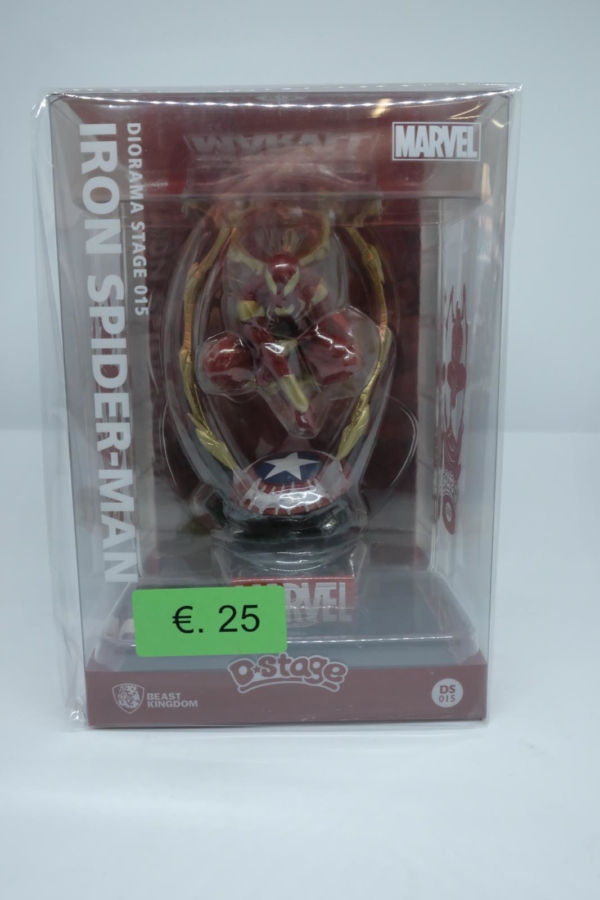 MARVEL
DIORAMA STAGE 015
IRON SPIDER-MAN
MARVEL
€. 25
D-stage
BEAST
KINGDOM
DS
015